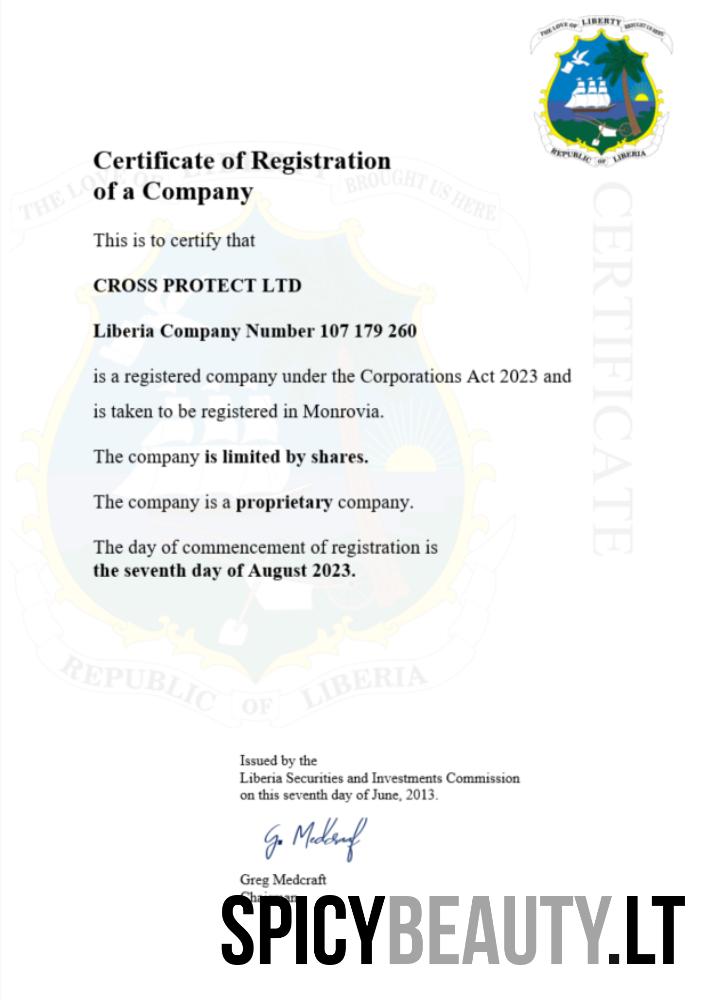 THE LOVE OF LIBERTY BROUGHT US HERE
REPUBLIC OF LIBERIA
CERTIFICATE
THE LOVE OF LIBERTY BROUGHT US HERE
Certificate of Registration
of a Company
This is to certify that
CROSS PROTECT LTD
Liberia Company Number 107 179 260
is a registered company under the Corporations Act 2023 and
is taken to be registered in Monrovia.
The company is limited by shares.
The company is a proprietary company.
The day of commencement of registration is
the seventh day of August 2023.
REPUBLIC OF LIBERIA
Issued by the
Liberia Securities and Investments Commission
on this seventh day of June, 2013.
G. Medcraf
Greg Medcraft
Chairman
SPICYBEAUTY.LT